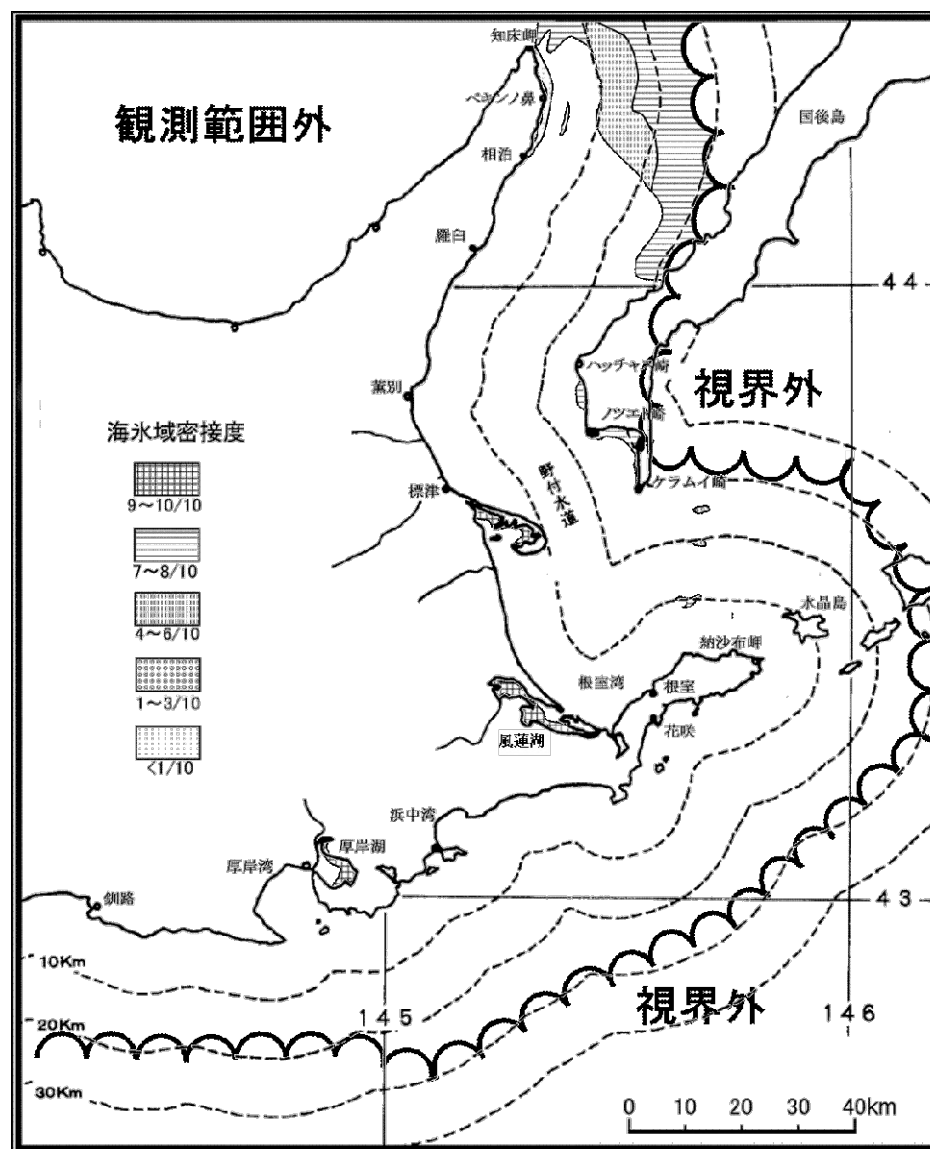 知床岬
観測範囲外
ペキンノ鼻
国後島
相泊
羅臼
44
ハッチャス崎
薫別
視界外
ノツエト崎
海氷域密接度
野付水道
標津
ケラムイ崎
9～10/10
7～8/10
4～6/10
水晶島
納沙布岬
根室湾
根室
1～3/10
花咲
風蓮湖
<1/10
浜中湾
厚岸湖
厚岸湾
釧路
43
10Km
視界外
145
146
20Km
30Km
0 10 20 30 40km